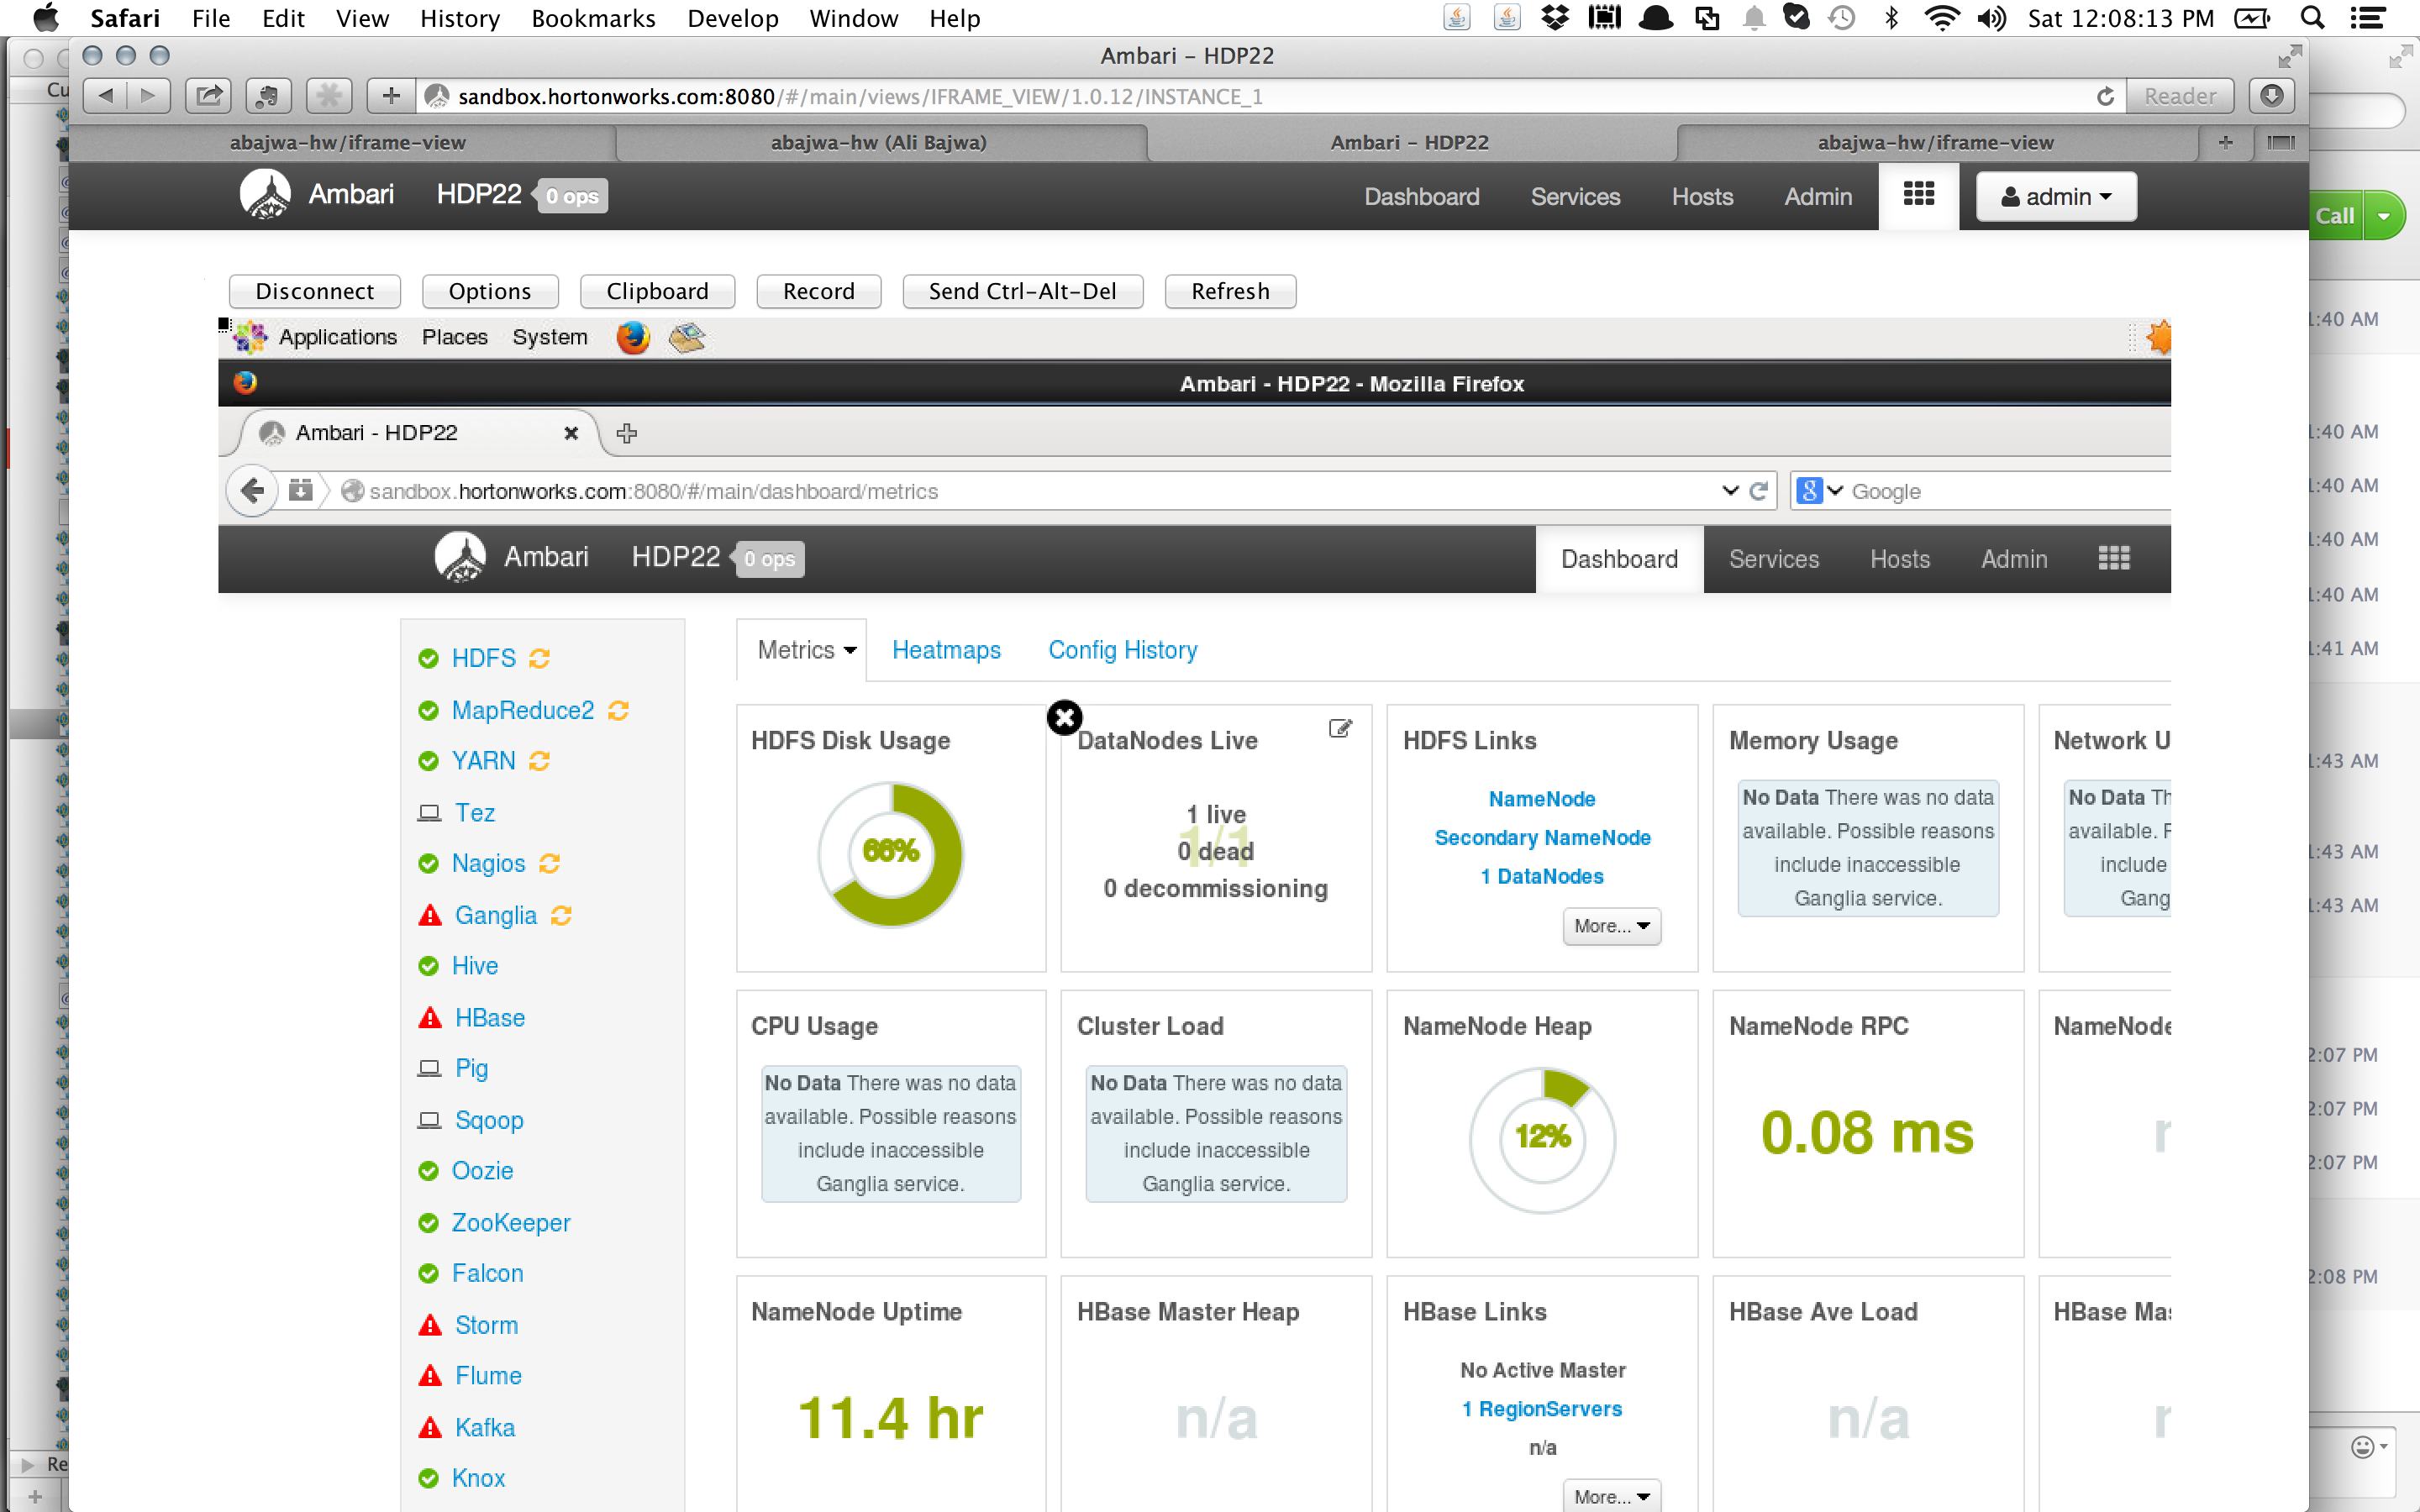 Safari File Edit View History Bookmarks Develop Window Help Sat 12:08:13 PM
Ambari – HDP22
Cu
sandbox.hortonworks.com:8080/#/main/views/IFRAME_VIEW/1.0.12/INSTANCE_1 Reader
abajwa-hw/iframe-view abajwa-hw (Ali Bajwa) Ambari – HDP22 abajwa-hw/iframe-view
Ambari HDP22 0 ops Dashboard Services Hosts Admin admin
Call
Disconnect Options Clipboard Record Send Ctrl-Alt-Del Refresh
Applications Places System
1:40 AM
Ambari - HDP22 - Mozilla Firefox
Ambari - HDP22
1:40 AM
sandbox.hortonworks.com:8080/#/main/dashboard/metrics Google
1:40 AM
Ambari HDP22 0 ops Dashboard Services Hosts Admin
1:40 AM
1:40 AM
1:41 AM
1:43 AM
1:43 AM
1:43 AM
2:07 PM
2:07 PM
2:07 PM
2:08 PM
HDFS
MapReduce2
YARN
Tez
Nagios
Ganglia
Hive
HBase
Pig
Sqoop
Oozie
ZooKeeper
Falcon
Storm
Flume
Kafka
Knox
Metrics Heatmaps Config History
HDFS Disk Usage
66%
DataNodes Live
1 live
1/1
0 dead
0 decommissioning
HDFS Links
NameNode
Secondary NameNode
1 DataNodes
More...
Memory Usage
No Data There was no data
available. Possible reasons
include inaccessible
Ganglia service.
Network U
No Data Th
available. F
include
Gang
CPU Usage
No Data There was no data
available. Possible reasons
include inaccessible
Ganglia service.
Cluster Load
No Data There was no data
available. Possible reasons
include inaccessible
Ganglia service.
NameNode Heap
12%
NameNode RPC
0.08 ms
NameNode
NameNode Uptime
11.4 hr
HBase Master Heap
n/a
HBase Links
No Active Master
1 RegionServers
n/a
More...
HBase Ave Load
n/a
HBase Mas
Re